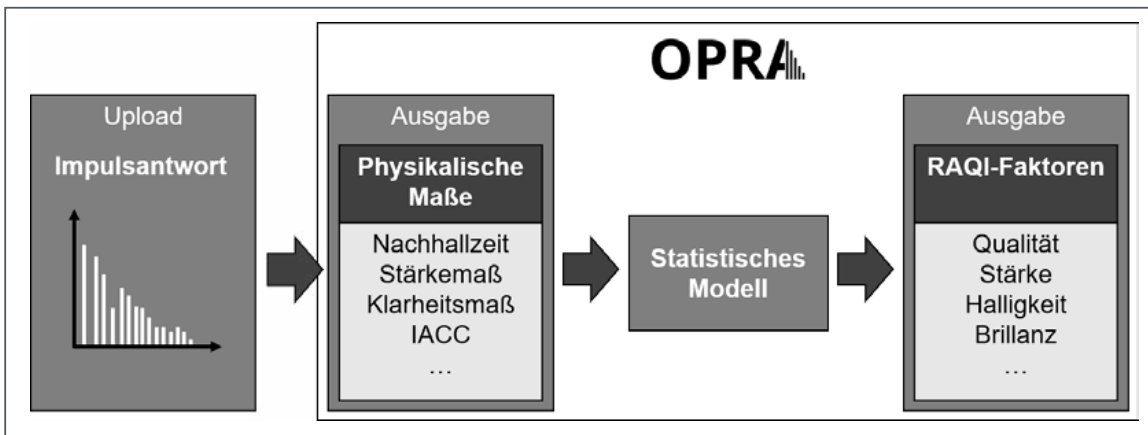 OPRA
Upload
Impulsantwort
Ausgabe
Physikalische
Maße
Nachhallzeit
Stärkemaß
Klarheitsmaß
IACC
...
Statistisches
Modell
Ausgabe
RAQI-Faktoren
Qualität
Stärke
Halligkeit
Brillanz
...